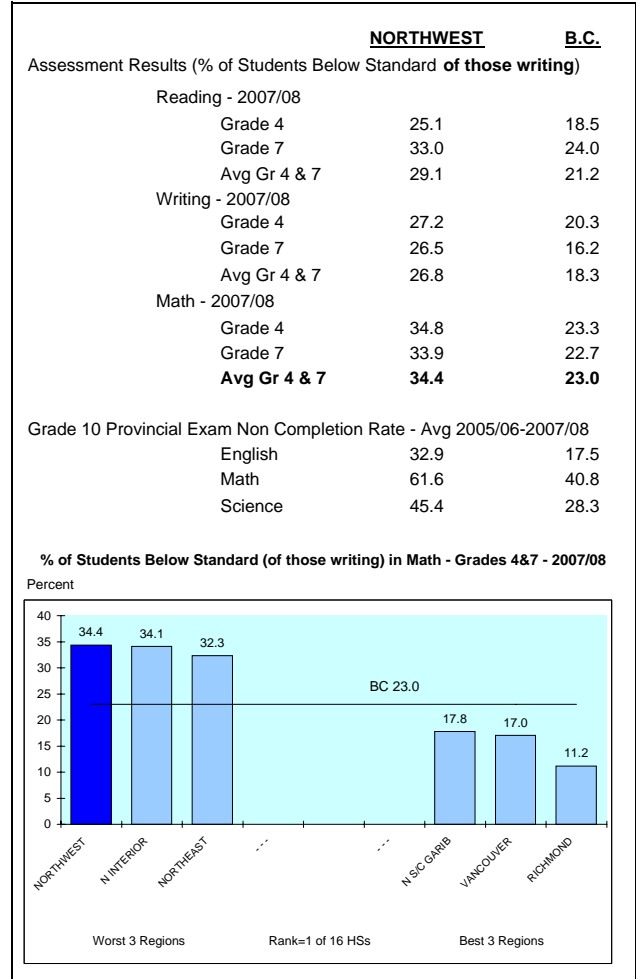 NORTHWEST B.C.
Assessment Results (% of Students Below Standard of those writing)
Reading - 2007/08
Grade 4 25.1 18.5
Grade 7 33.0 24.0
Avg Gr 4 & 7 29.1 21.2
Writing - 2007/08
Grade 4 27.2 20.3
Grade 7 26.5 16.2
Avg Gr 4 & 7 26.8 18.3
Math - 2007/08
Grade 4 34.8 23.3
Grade 7 33.9 22.7
Avg Gr 4 & 7 34.4 23.0
Grade 10 Provincial Exam Non Completion Rate - Avg 2005/06-2007/08
English 32.9 17.5
Math 61.6 40.8
Science 45.4 28.3
% of Students Below Standard (of those writing) in Math - Grades 4&7 - 2007/08
Percent
40
35
30
25
20
15
10
5
0
34.4 34.1 32.3
BC 23.0
17.8 17.0 11.2
NORTHWEST N INTERIOR NORTHEAST - - - - - - N S/C GARIB VANCOUVER RICHMOND
Worst 3 Regions Rank=1 of 16 HSs Best 3 Regions